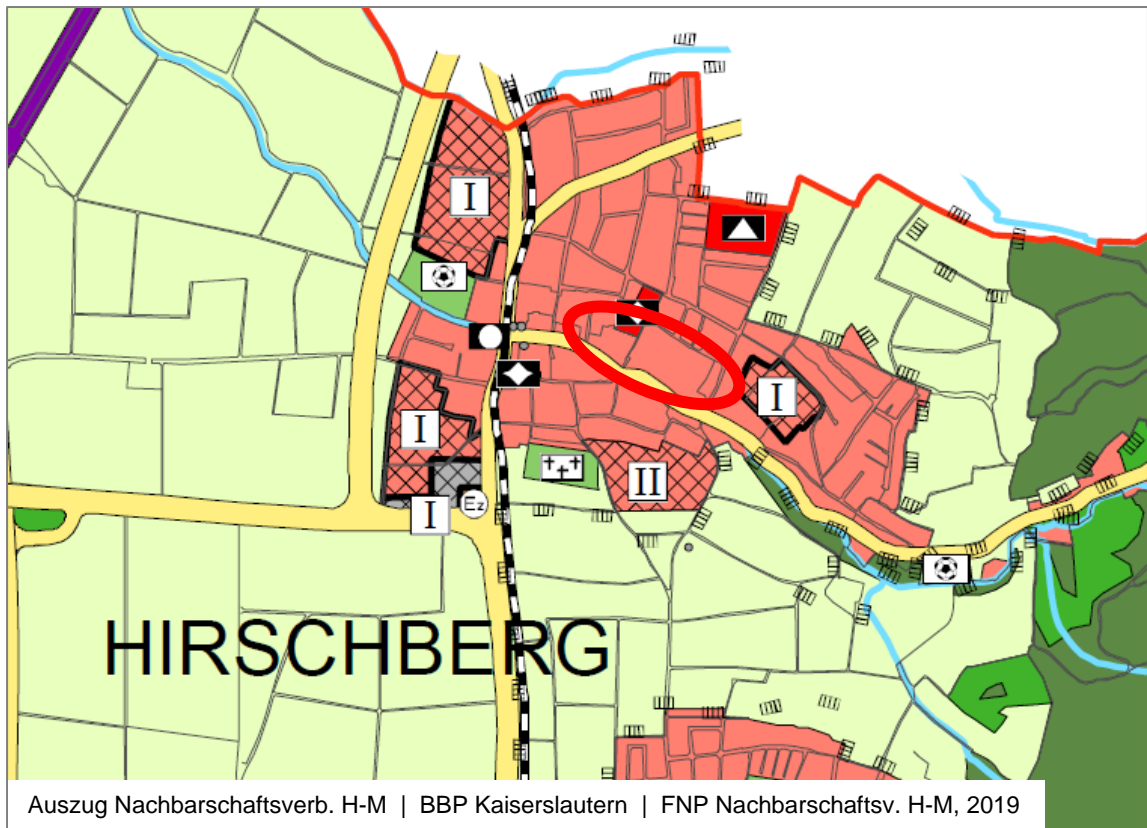 I
I
I
Ez
I
II
HIRSCHBERG
Auszug Nachbarschaftsverb. H-M | BBP Kaiserslautern | FNP Nachbarschaftsv. H-M, 2019